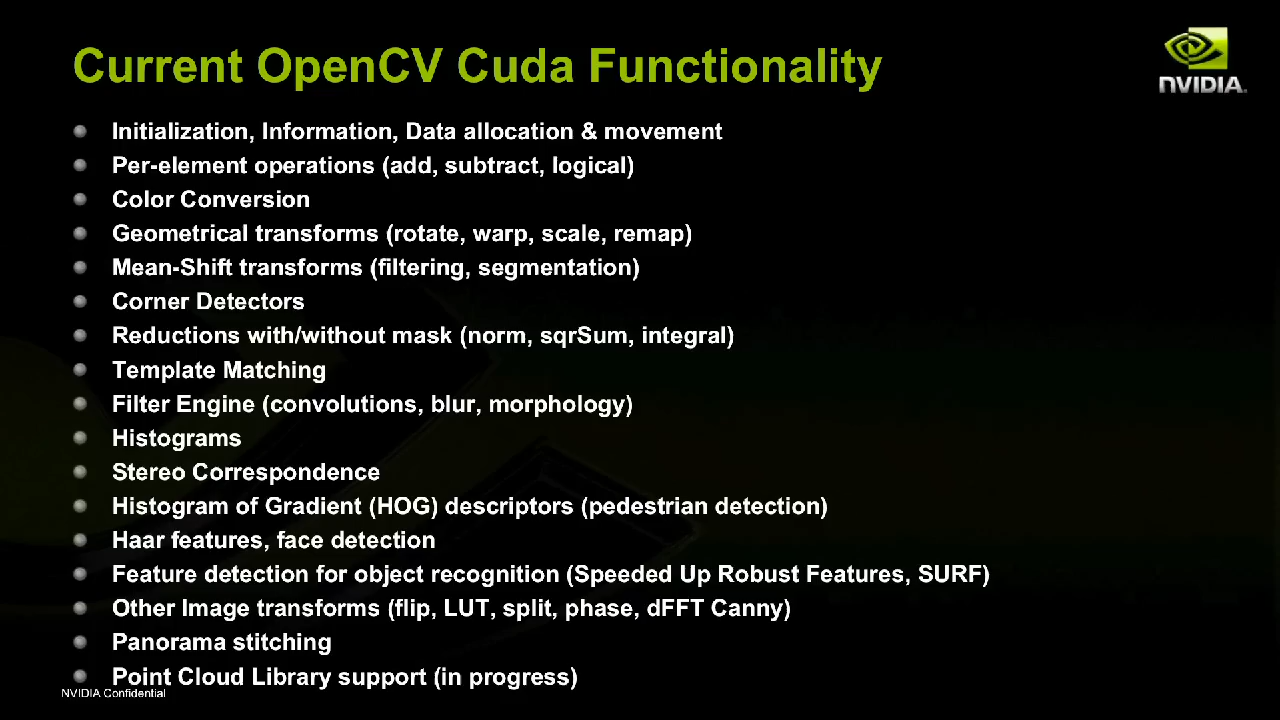 Current OpenCV Cuda Functionality
NVIDIA.
Initialization, Information, Data allocation & movement
Per-element operations (add, subtract, logical)
Color Conversion
Geometrical transforms (rotate, warp, scale, remap)
Mean-Shift transforms (filtering, segmentation)
Corner Detectors
Reductions with/without mask (norm, sqrSum, integral)
Template Matching
Filter Engine (convolutions, blur, morphology)
Histograms
Stereo Correspondence
Histogram of Gradient (HOG) descriptors (pedestrian detection)
Haar features, face detection
Feature detection for object recognition (Speeded Up Robust Features, SURF)
Other Image transforms (flip, LUT, split, phase, dFFT Canny)
Panorama stitching
Point Cloud Library support (in progress)
NVIDIA Confidential